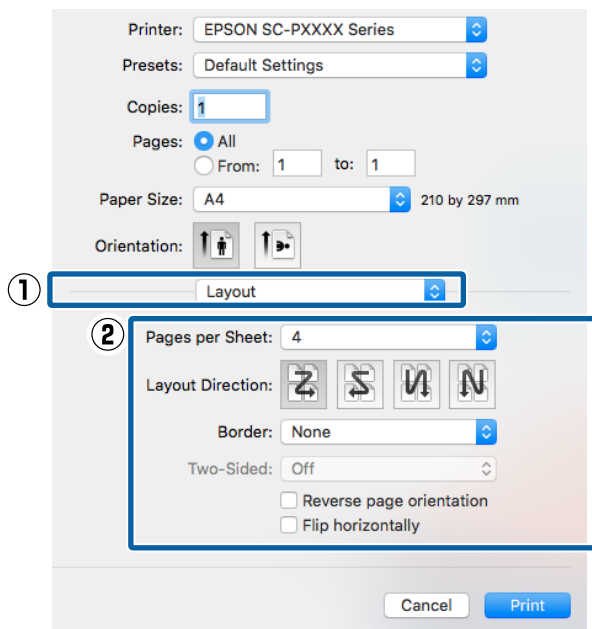 Printer: EPSON SC-PXXXX Series
Presets: Default Settings
Copies: 1
Pages: All
From: 1 to: 1
Paper Size: A4 210 by 297 mm
Orientation:
① Layout
② Pages per Sheet: 4
Layout Direction:
Border: None
Two-Sided: Off
Reverse page orientation
Flip horizontally
Cancel Print